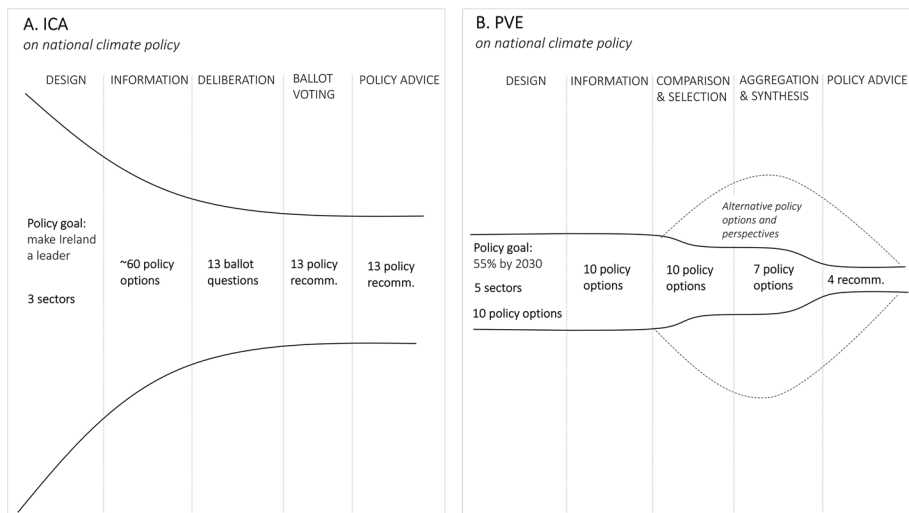 A. ICA
on national climate policy
DESIGN
INFORMATION
DELIBERATION
BALLOT
VOTING
POLICY ADVICE
Policy goal:
make Ireland
a leader
3 sectors
~60 policy
options
13 ballot
questions
13 policy
recomm.
13 policy
recomm.
B. PVE
on national climate policy
DESIGN
INFORMATION
COMPARISON
& SELECTION
AGGREGATION
& SYNTHESIS
POLICY ADVICE
Alternative policy
options and
perspectives
Policy goal:
55% by 2030
5 sectors
10 policy options
10 policy
options
10 policy
options
7 policy
options
4 recomm.